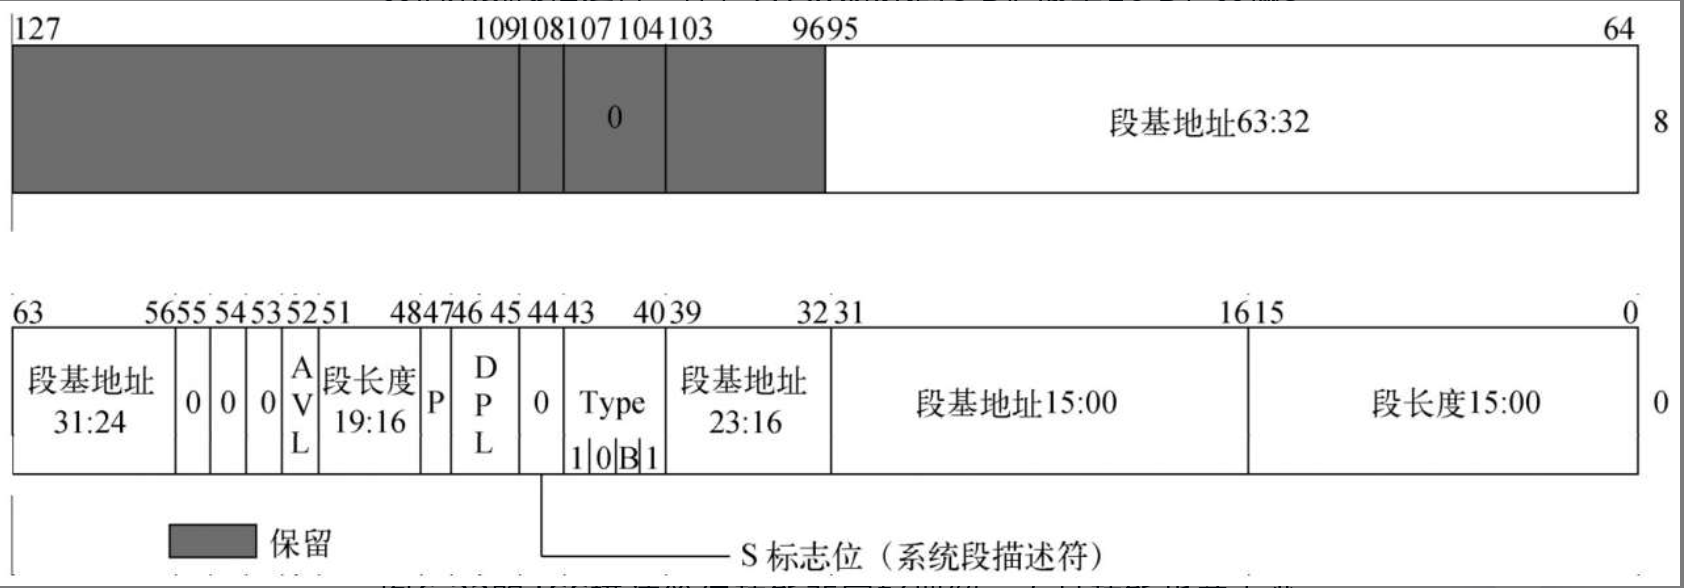 127 109 108 107 104 103 96 95 64
0 段基地址63:32 8
63 56 55 54 53 52 51 48 47 46 45 44 43 40 39 32 31 16 15 0
段基地址 31:24 0 0 0 AVL 段长度 19:16 P DPL 0 Type 段基地址 23:16 段基地址15:00 段长度15:00 0
1 0 B 1
保留
S 标志位（系统段描述符）